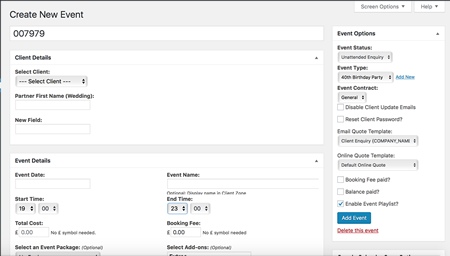 Screen Options
Help
Create New Event
007979
Client Details
Select Client:
--- Select Client ---
Partner First Name (Wedding):
New Field:
Event Details
Event Date:
Event Name:
Optional: Display name in Client Zone
Start Time:
End Time:
19 00
23 00
Total Cost:
Booking Fee:
£ 0.00 No £ symbol needed.
£ 0.00 No £ symbol needed.
Select an Event Package: (Optional)
Select Add-ons: (Optional)
Event Options
Event Status:
Unattended Enquiry
Event Type:
40th Birthday Party Add New
Event Contract:
General
Disable Client Update Emails
Reset Client Password?
Email Quote Template:
Client Enquiry (COMPANY_NAME
Online Quote Template:
Default Online Quote
Booking Fee paid?
Balance paid?
Enable Event Playlist?
Add Event
Delete this event